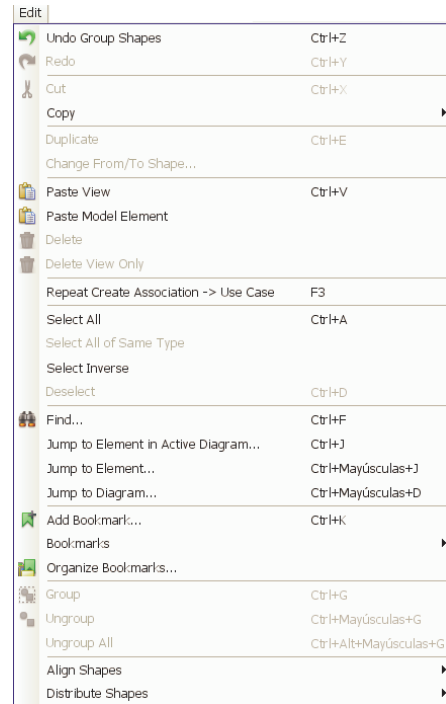 Edit
Undo Group Shapes Ctrl+Z
Redo Ctrl+Y
Cut Ctrl+X
Copy
Duplicate Ctrl+E
Change From/To Shape...
Paste View Ctrl+V
Paste Model Element
Delete
Delete View Only
Repeat Create Association -> Use Case F3
Select All Ctrl+A
Select All of Same Type
Select Inverse
Deselect Ctrl+D
Find... Ctrl+F
Jump to Element in Active Diagram... Ctrl+J
Jump to Element... Ctrl+Mayúsculas+J
Jump to Diagram... Ctrl+Mayúsculas+D
Add Bookmark... Ctrl+K
Bookmarks
Organize Bookmarks...
Group Ctrl+G
Ungroup Ctrl+Mayúsculas+G
Ungroup All Ctrl+Alt+Mayúsculas+G
Align Shapes
Distribute Shapes